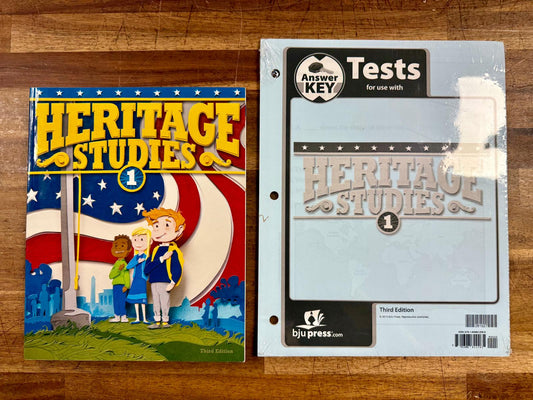 HERITAGE
STUDIES
1
Third Edition
Answer
KEY
Tests
for use with
HERITAGE
STUDIES
1
Third Edition
bju press.com